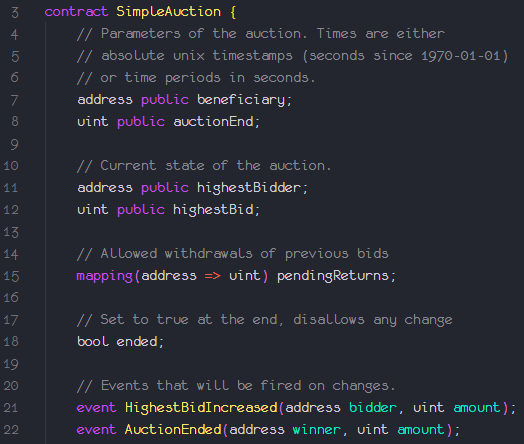 3 contract SimpleAuction {
4 // Parameters of the auction. Times are either
5 // absolute unix timestamps (seconds since 1970-01-01)
6 // or time periods in seconds.
7 address public beneficiary;
8 uint public auctionEnd;
9
10 // Current state of the auction.
11 address public highestBidder;
12 uint public highestBid;
13
14 // Allowed withdrawals of previous bids
15 mapping(address => uint) pendingReturns;
16
17 // Set to true at the end, disallows any change
18 bool ended;
19
20 // Events that will be fired on changes.
21 event HighestBidIncreased(address bidder, uint amount);
22 event AuctionEnded(address winner, uint amount);